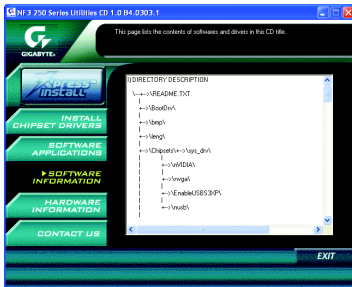 NF3 250 Series Utilities CD 1.0 B4.0303.1
This page lists the contents of softwares and drivers in this CD title.
GIGABYTE
Xpress-
install
INSTALL
CHIPSET DRIVERS
SOFTWARE
APPLICATIONS
SOFTWARE
INFORMATION
HARDWARE
INFORMATION
CONTACT US
I) DIRECTORY DESCRIPTION
\--+-->\README.TXT
|
+-->\BootDrv\
|
+-->\bmp\
|
+-->\leng\
|
+-->\Chipsets\+-->\sys_drv\
| |
| +-->\nVIDIA\
| |
| +-->\nvga\
| |
| +-->\EnableUSBS3XP\
| |
| +-->\nusb\
EXIT